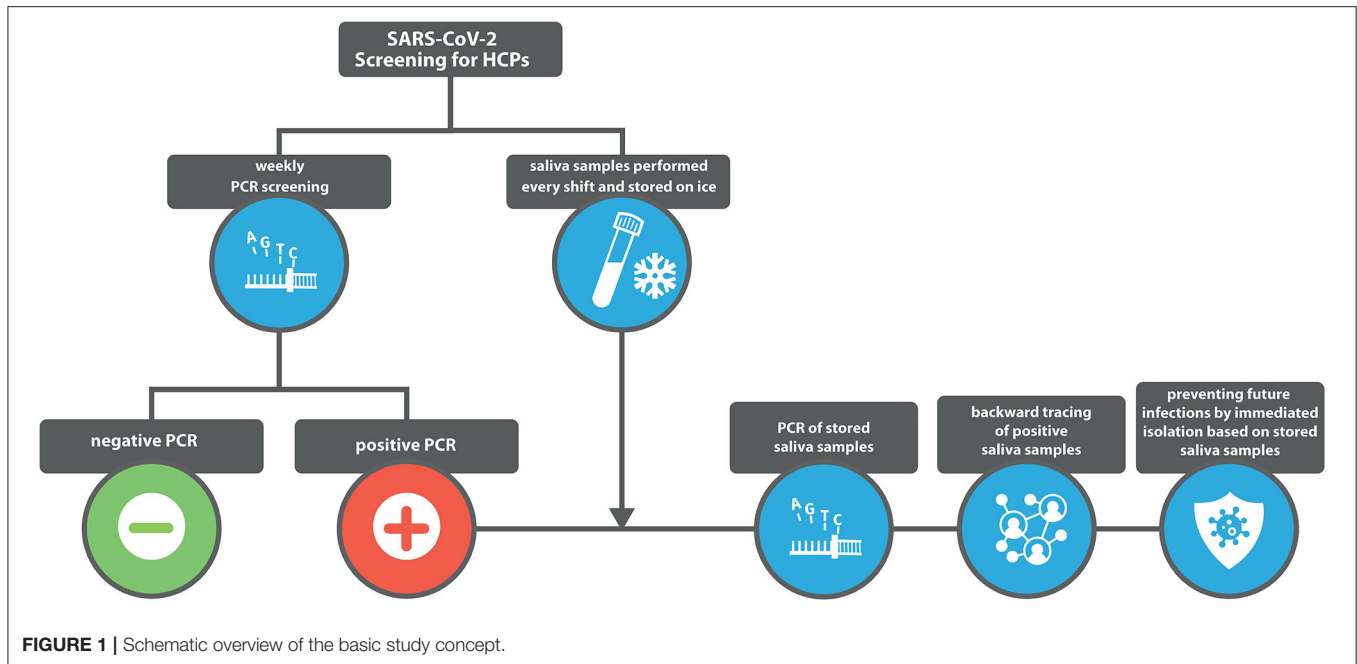 SARS-CoV-2
Screening for HCPs
weekly
PCR screening
saliva samples performed
every shift and stored on ice
A
G
T
C
negative PCR
positive PCR
PCR of stored
saliva samples
A
G
T
C
backward tracing
of positive
saliva samples
preventing future
infections by immediated
isolation based on stored
saliva samples
FIGURE 1 | Schematic overview of the basic study concept.